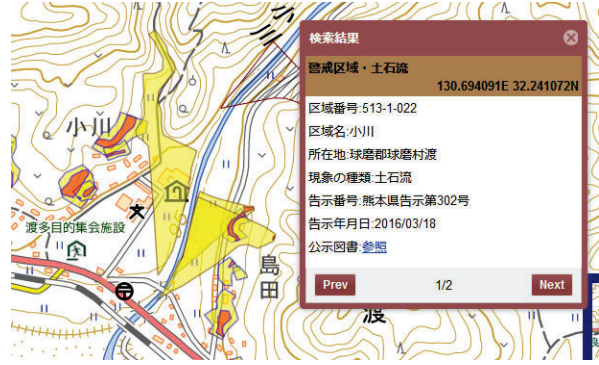 検索結果
警戒区域・土石流
130.694091E 32.241072N
区域番号:513-1-022
区域名:小川
所在地:球磨郡球磨村渡
現象の種類:土石流
告示番号:熊本県告示第302号
告示年月日:2016/03/18
公示図書:参照
Prev
1/2
Next
小川
渡多目的集会施設
島田
渡